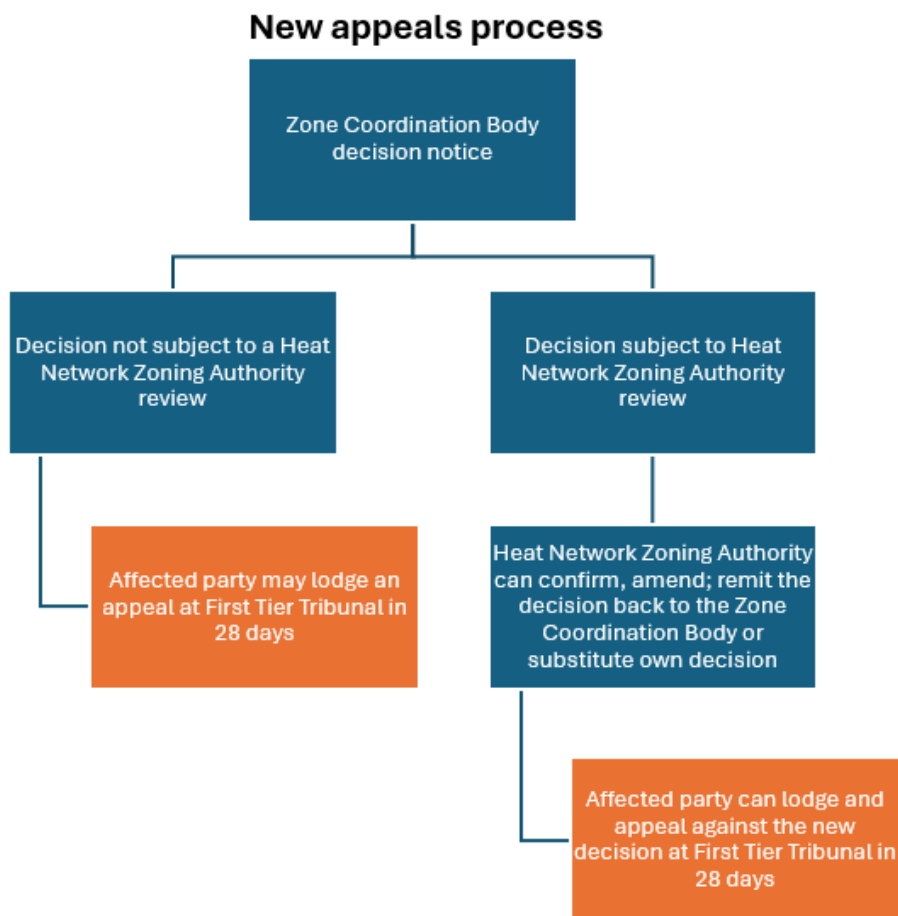 New appeals process
Zone Coordination Body
decision notice
Decision not subject to a Heat
Network Zoning Authority
review
Decision subject to Heat
Network Zoning Authority
review
Affected party may lodge an
appeal at First Tier Tribunal in
28 days
Heat Network Zoning Authority
can confirm, amend; remit the
decision back to the Zone
Coordination Body or
substitute own decision
Affected party can lodge and
appeal against the new
decision at First Tier Tribunal in
28 days